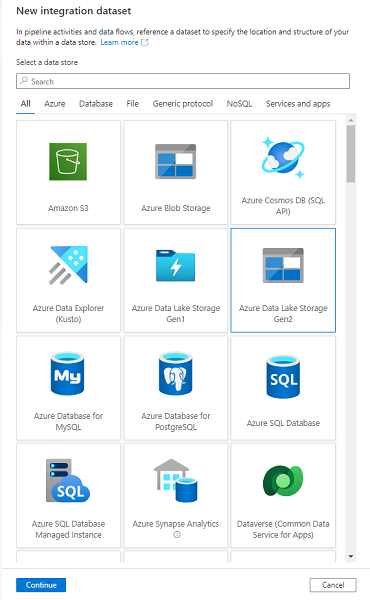 New integration dataset
In pipeline activities and data flows, reference a dataset to specify the location and structure of your
data within a data store. Learn more
Select a data store
Search
All Azure Database File Generic protocol NoSQL Services and apps
Amazon S3
Azure Blob Storage
Azure Cosmos DB (SQL
API)
Azure Data Explorer
(Kusto)
Azure Data Lake Storage
Gen1
Azure Data Lake Storage
Gen2
My
SQL
Azure Database for
MySQL
Azure Database for
PostgreSQL
Azure SQL Database
SQL
Azure SQL Database
Managed Instance
Azure Synapse Analytics
Dataverse (Common Data
Service for Apps)
Continue
Cancel